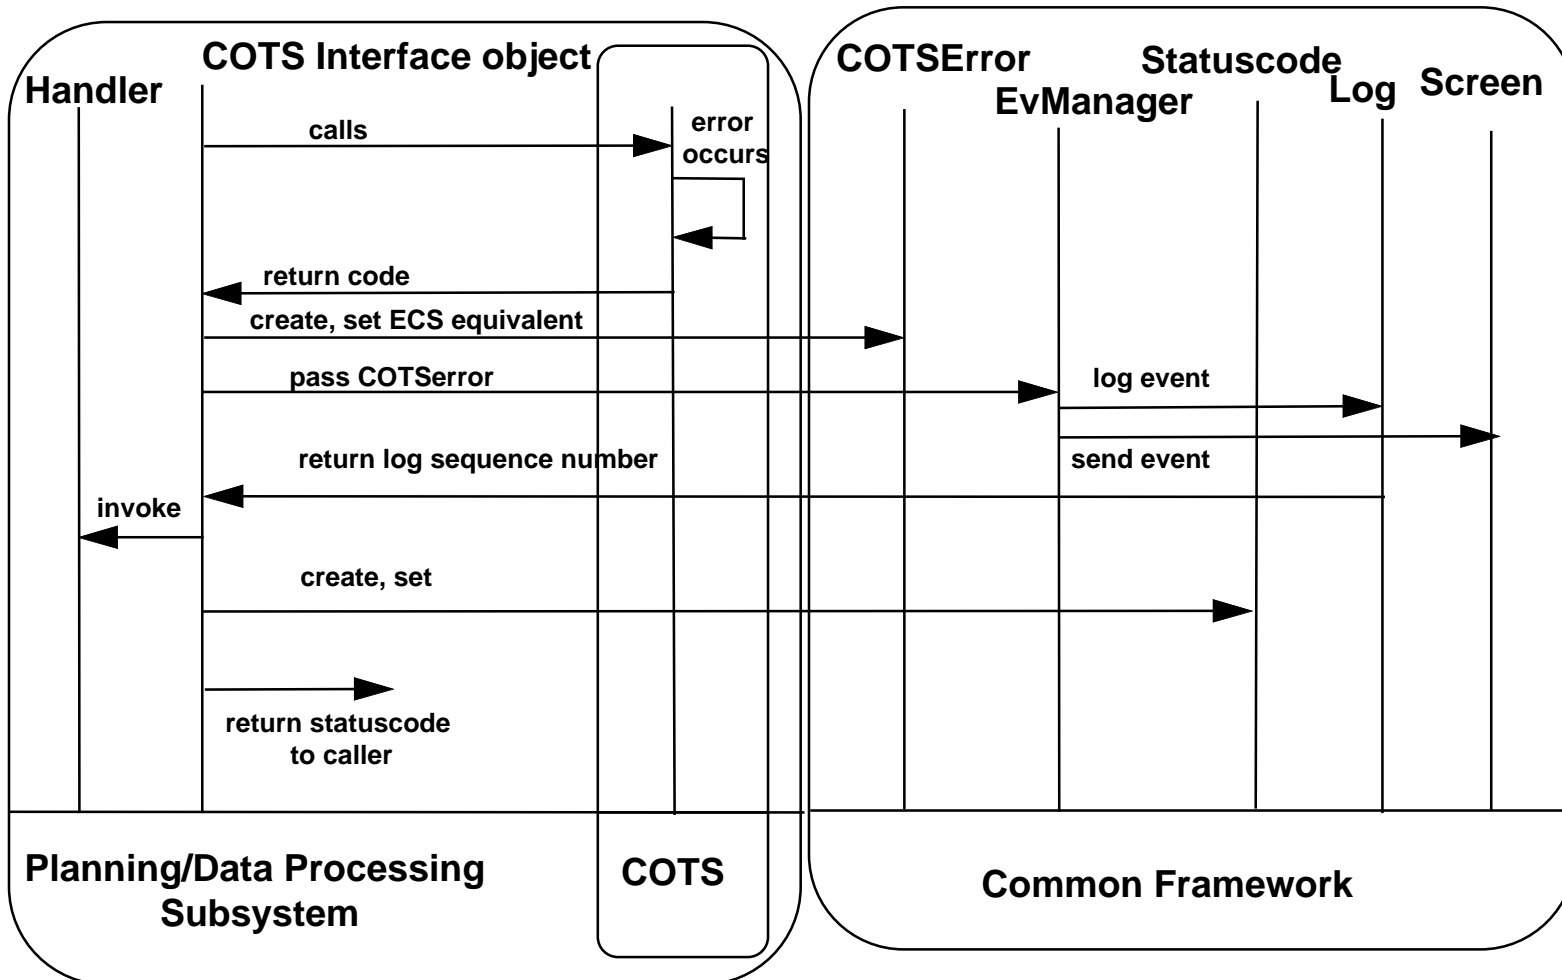 COTS Interface object
Handler
COTSError
Statuscode
EvManager
Log
Screen
calls
error
occurs
return code
create, set ECS equivalent
pass COTSerror
log event
return log sequence number
send event
invoke
create, set
return statuscode
to caller
Planning/Data Processing
Subsystem
COTS
Common Framework